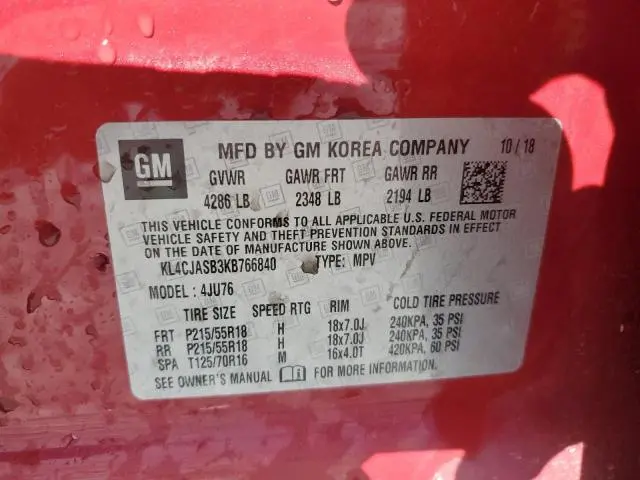 GM MFD BY GM KOREA COMPANY 10/18
GVWR GAWR FRT GAWR RR
4286 LB 2348 LB 2194 LB
THIS VEHICLE CONFORMS TO ALL APPLICABLE U.S. FEDERAL MOTOR
VEHICLE SAFETY AND THEFT PREVENTION STANDARDS IN EFFECT
ON THE DATE OF MANUFACTURE SHOWN ABOVE.
KL4CJASB3KB766840 TYPE: MPV
MODEL: 4JU76
TIRE SIZE SPEED RTG RIM COLD TIRE PRESSURE
FRT P215/55R18 H 18x7.0J 240KPA, 35 PSI
RR P215/55R18 H 18x7.0J 240KPA, 35 PSI
SPA T125/70R16 M 16x4.0T 420KPA, 60 PSI
SEE OWNER'S MANUAL FOR MORE INFORMATION.